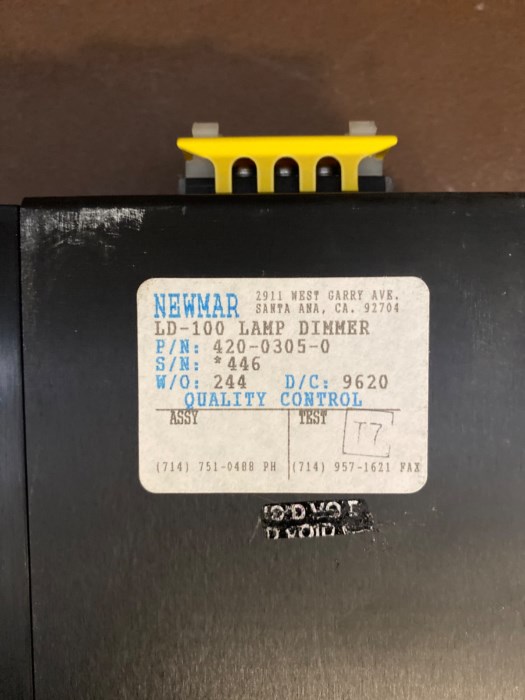 NEWMAR 2911 WEST GARRY AVE.
SANTA ANA, CA. 92704
LD-100 LAMP DIMMER
P/N: 420-0305-0
S/N: *446
W/O: 244 D/C: 9620
QUALITY CONTROL
ASSY TEST
T7
(714) 751-0488 PH (714) 957-1621 FAX